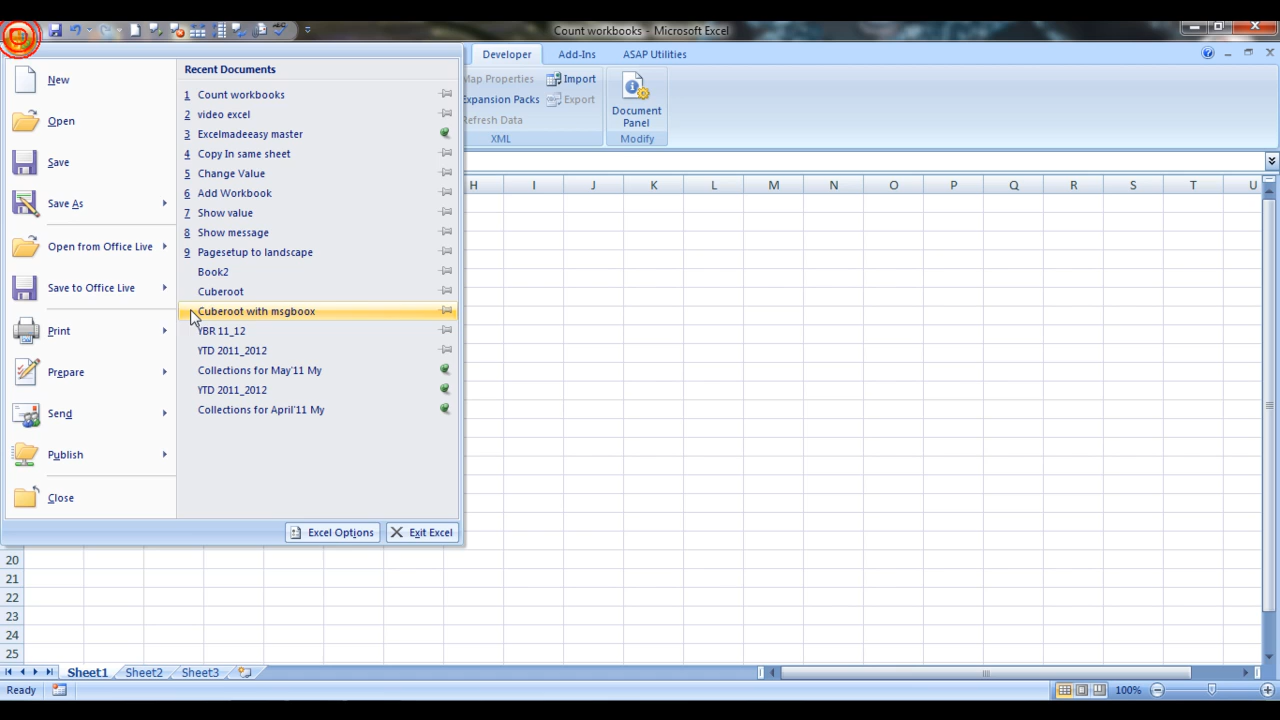 Count workbooks - Microsoft Excel
Developer Add-Ins ASAP Utilities
Map Properties Import
Expansion Packs Export
Refresh Data
Document
Panel
XML Modify
New
Open
Save
Save As
Open from Office Live
Save to Office Live
Print
Prepare
Send
Publish
Close
Recent Documents
1 Count workbooks
2 video excel
3 Excelmadeeasy master
4 Copy In same sheet
5 Change Value
6 Add Workbook
7 Show value
8 Show message
9 Pagesetup to landscape
Book2
Cuberoot
Cuberoot with msgboox
YBR 11_12
YTD 2011_2012
Collections for May'11 My
YTD 2011_2012
Collections for April'11 My
Excel Options Exit Excel
H I J K L M N O P Q R S T U
20
21
22
23
24
25
Sheet1 Sheet2 Sheet3
Ready 100%